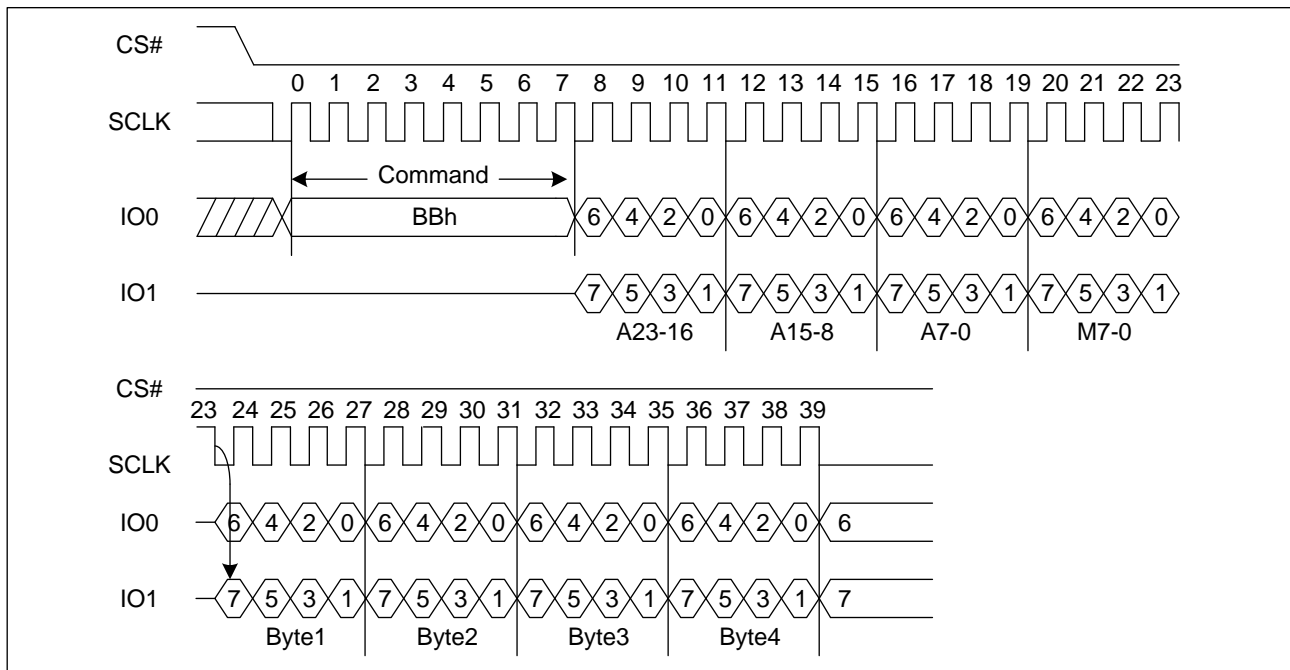 CS#
0 1 2 3 4 5 6 7 8 9 10 11 12 13 14 15 16 17 18 19 20 21 22 23
SCLK
Command
IO0 BBh 6 4 2 0 6 4 2 0 6 4 2 0 6 4 2 0
IO1 7 5 3 1 7 5 3 1 7 5 3 1 7 5 3 1
A23-16 A15-8 A7-0 M7-0
CS#
23 24 25 26 27 28 29 30 31 32 33 34 35 36 37 38 39
SCLK
IO0 6 4 2 0 6 4 2 0 6 4 2 0 6 4 2 0 6
IO1 7 5 3 1 7 5 3 1 7 5 3 1 7 5 3 1 7
Byte1 Byte2 Byte3 Byte4